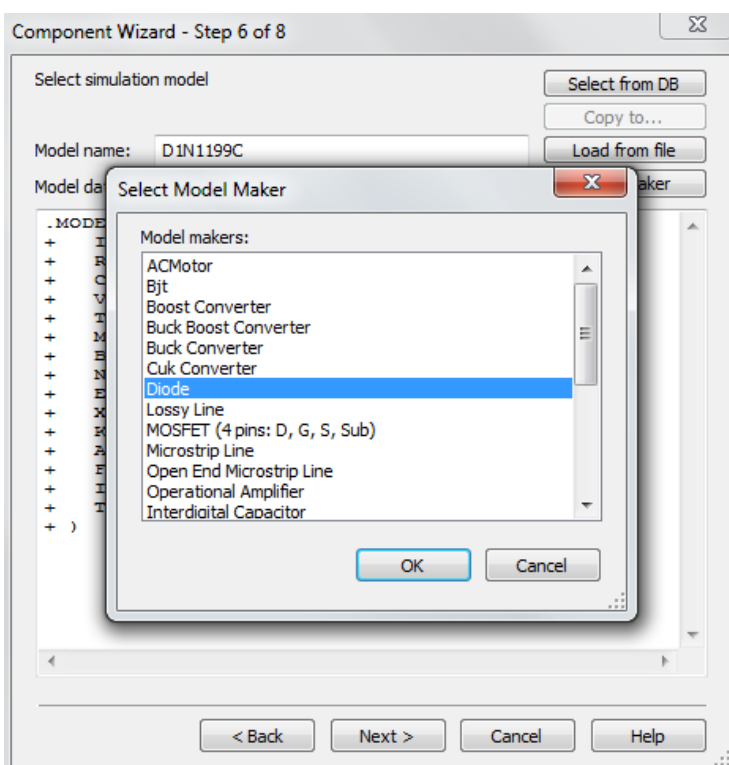 Component Wizard - Step 6 of 8
Select simulation model
Select from DB
Copy to...
Model name:
D1N1199C
Load from file
Model da
aker
Select Model Maker
Model makers:
ACMotor
Bjt
Boost Converter
Buck Boost Converter
Buck Converter
Cuk Converter
Diode
Lossy Line
MOSFET (4 pins: D, G, S, Sub)
Microstrip Line
Open End Microstrip Line
Operational Amplifier
Interdigital Capacitor
OK
Cancel
.MODE
+ I
+ R
+ C
+ V
+ T
+ M
+ B
+ N
+ E
+ X
+ K
+ A
+ F
+ I
+ T
+ )
< Back
Next >
Cancel
Help